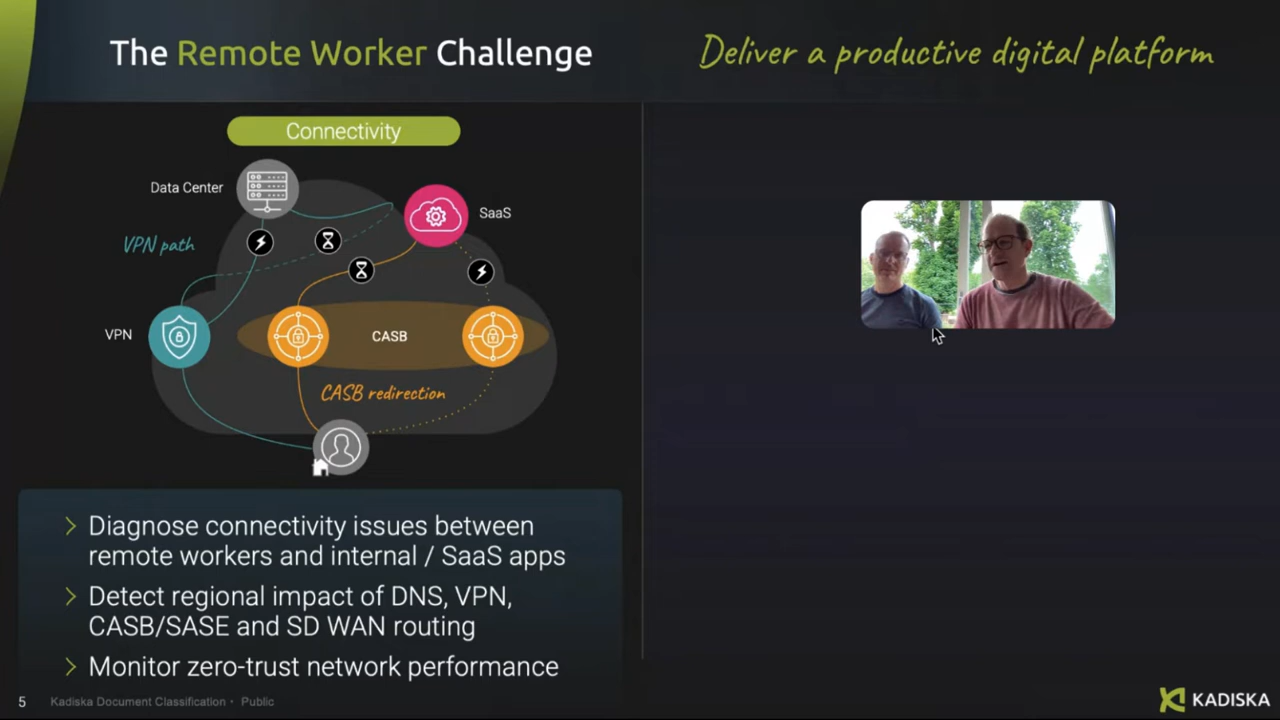 The Remote Worker Challenge
Deliver a productive digital platform
Connectivity
Data Center
SaaS
VPN path
VPN
CASB
CASB redirection
Diagnose connectivity issues between
remote workers and internal / SaaS apps
Detect regional impact of DNS, VPN,
CASB/SASE and SD WAN routing
Monitor zero-trust network performance
5
Kadiska Document Classification · Public
KADISKA